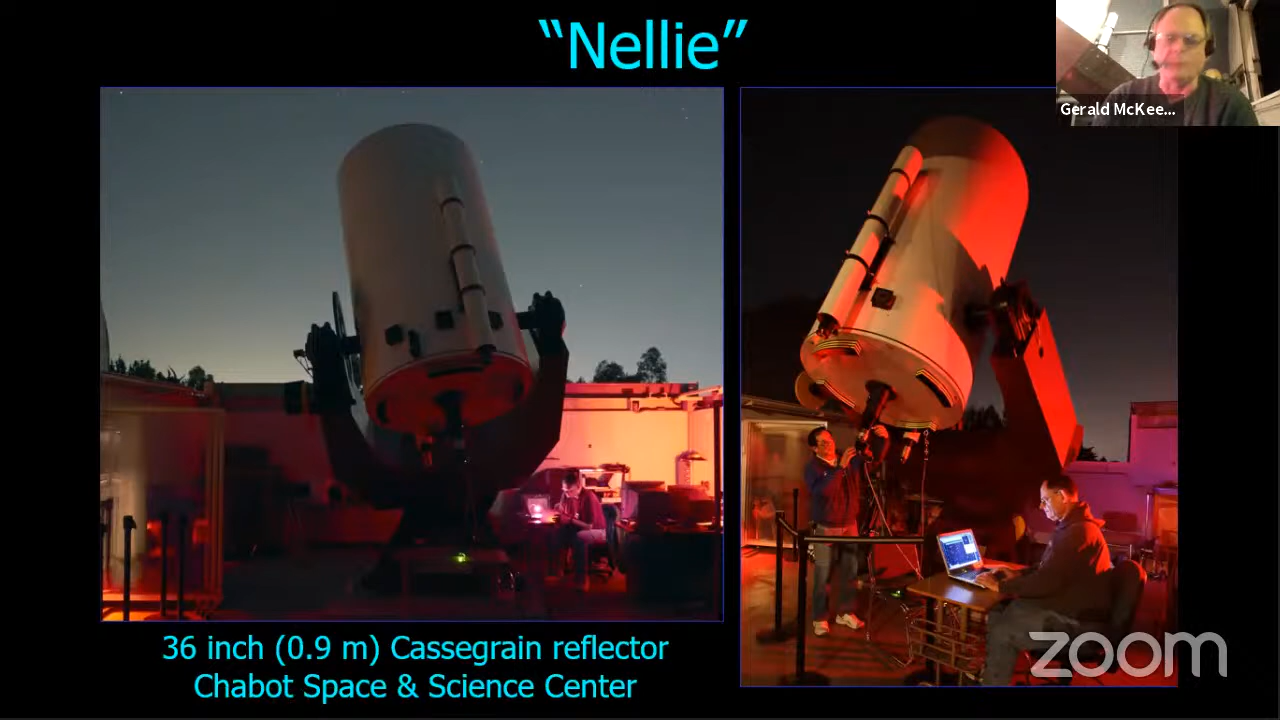 “Nellie”
Gerald McKee...
36 inch (0.9 m) Cassegrain reflector
Chabot Space & Science Center
zoom